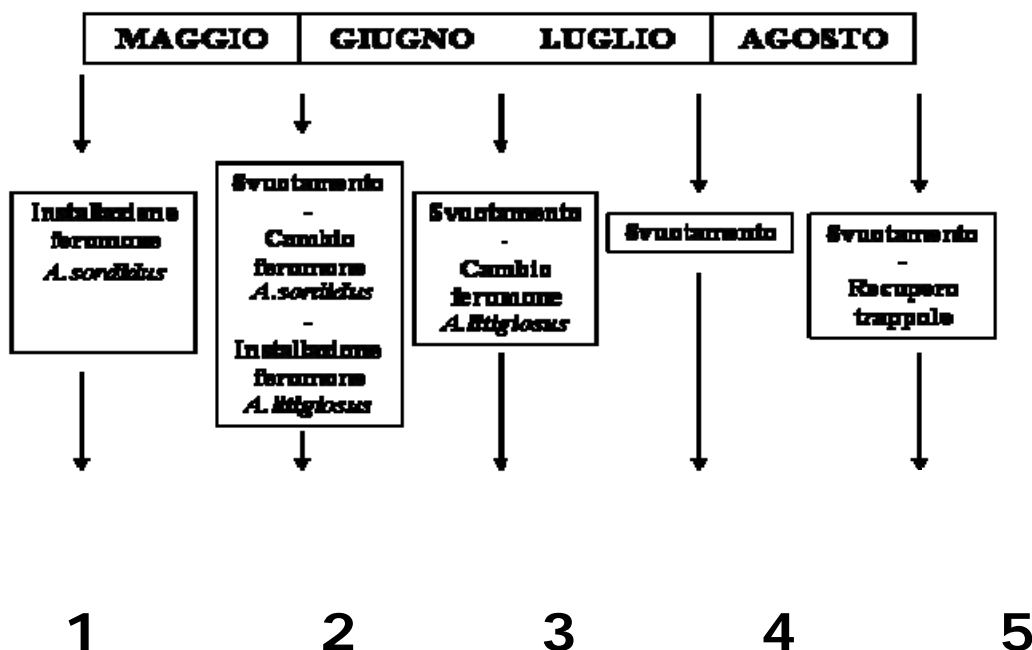 MAGGIO GIUGNO LUGLIO AGOSTO
Installazione
feromone
A.sordidus
Svuotamento
-
Cambio
feromone
A.sordidus
-
Installazione
feromone
A. litigiosus
Svuotamento
-
Cambio
feromone
A.litigiosus
Svuotamento
Svuotamento
-
Recupero
trappole
1 2 3 4 5